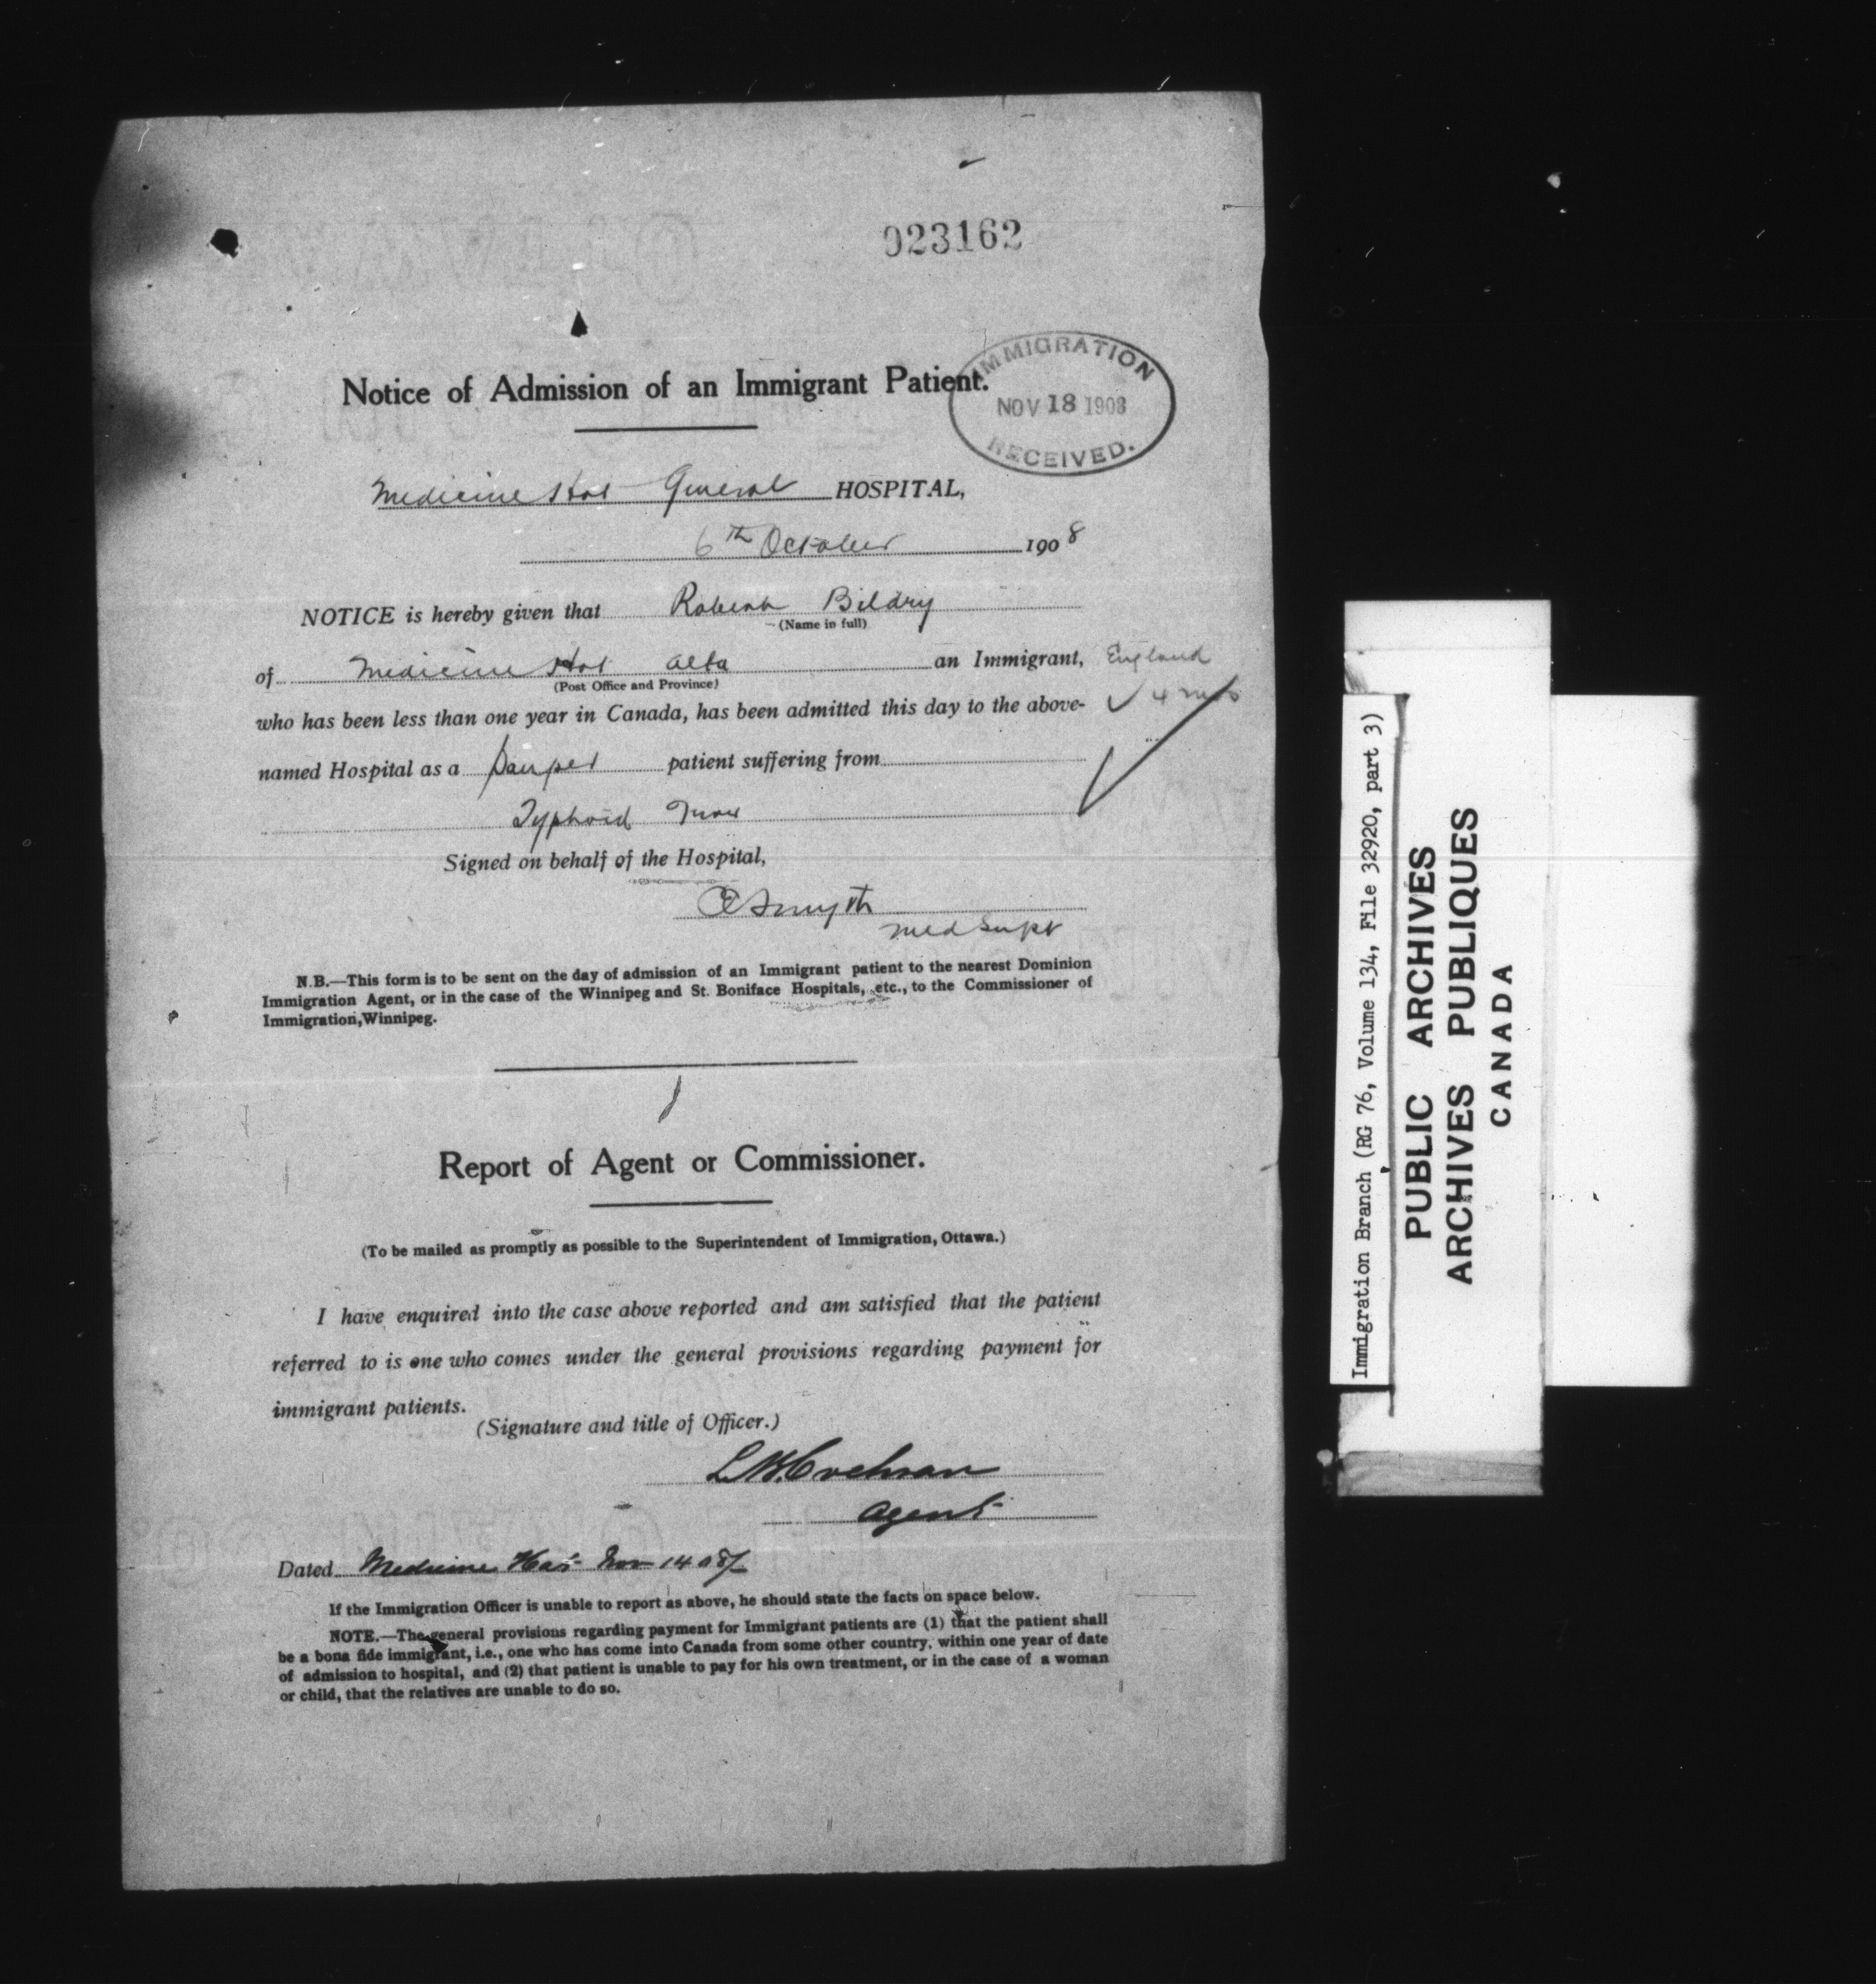 023162
IMMIGRATION
NOV 18 1908
RECEIVED.
Notice of Admission of an Immigrant Patient.
Medicine Hat General HOSPITAL,
6th October 1908
NOTICE is hereby given that Robert Bildry
(Name in full)
of Medicine Hat Alta an Immigrant, England
(Post Office and Province)
who has been less than one year in Canada, has been admitted this day to the above-
named Hospital as a pauper patient suffering from
Typhoid
Signed on behalf of the Hospital,
C E Smyth
Med Supt
N.B.—This form is to be sent on the day of admission of an Immigrant patient to the nearest Dominion
Immigration Agent, or in the case of the Winnipeg and St. Boniface Hospitals, etc., to the Commissioner of
Immigration, Winnipeg.
Report of Agent or Commissioner.
(To be mailed as promptly as possible to the Superintendent of Immigration, Ottawa.)
I have enquired into the case above reported and am satisfied that the patient
referred to is one who comes under the general provisions regarding payment for
immigrant patients.
(Signature and title of Officer.)
Cochran
Agent
Dated Medicine Hat Nov 14 08
If the Immigration Officer is unable to report as above, he should state the facts on space below.
NOTE.—The general provisions regarding payment for Immigrant patients are (1) that the patient shall
be a bona fide immigrant, i.e., one who has come into Canada from some other country, within one year of date
of admission to hospital, and (2) that patient is unable to pay for his own treatment, or in the case of a woman
or child, that the relatives are unable to do so.
Immigration Branch (RG 76, Volume 134, File 32920, part 3)
PUBLIC ARCHIVES
ARCHIVES PUBLIQUES
CANADA